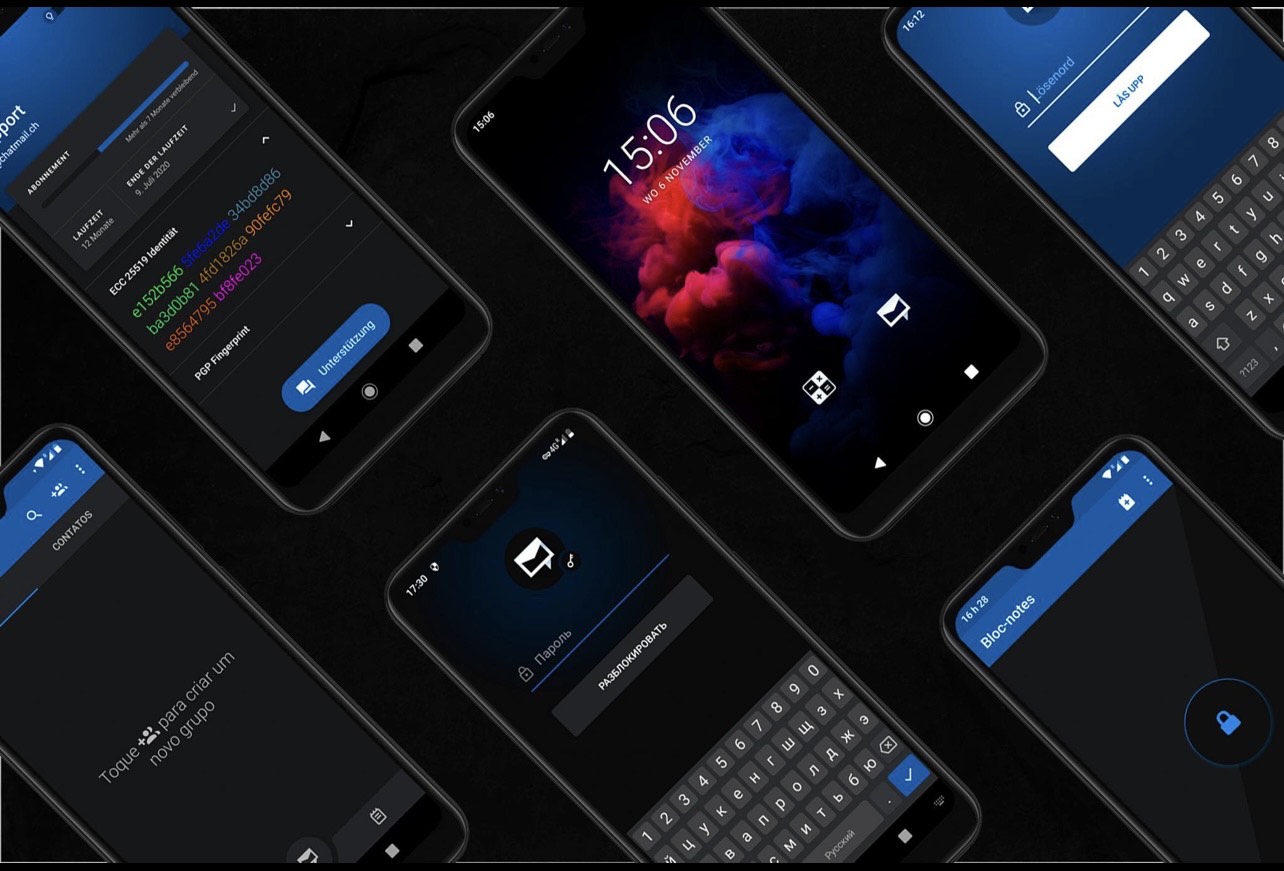 port
chatmail.ch
ABONNEMENT
Mehr als 7 Monate verbleibend
LAUFZEIT
12 Monate
ENDE DER LAUFZEIT
9. Juli 2020
ECC 25519 Identität
e152b566 5fe6a2de 34bd8d86
ba3d0b81 4fd1826a 90fefc79
e8564795 bf8fe023
PGP Fingerprint
Unterstützung
15:06
15:06
WO 6 NOVEMBER
16:12
Lösenord
LÅS UPP
1 2 3 4 5 6 7 8
q w e r t y u
a s d f g h
z x
?123 ,
CONTATOS
Toque para criar um
novo grupo
17:30
4G
Пароль
РАЗБЛОКИРОВАТЬ
1 2 3 4 5 6 7 8 9 0
й ц у к е н г ш щ з х
в а п р о л д ж э
с м и т ь б ю
Русский .
16 h 28
Bloc-notes